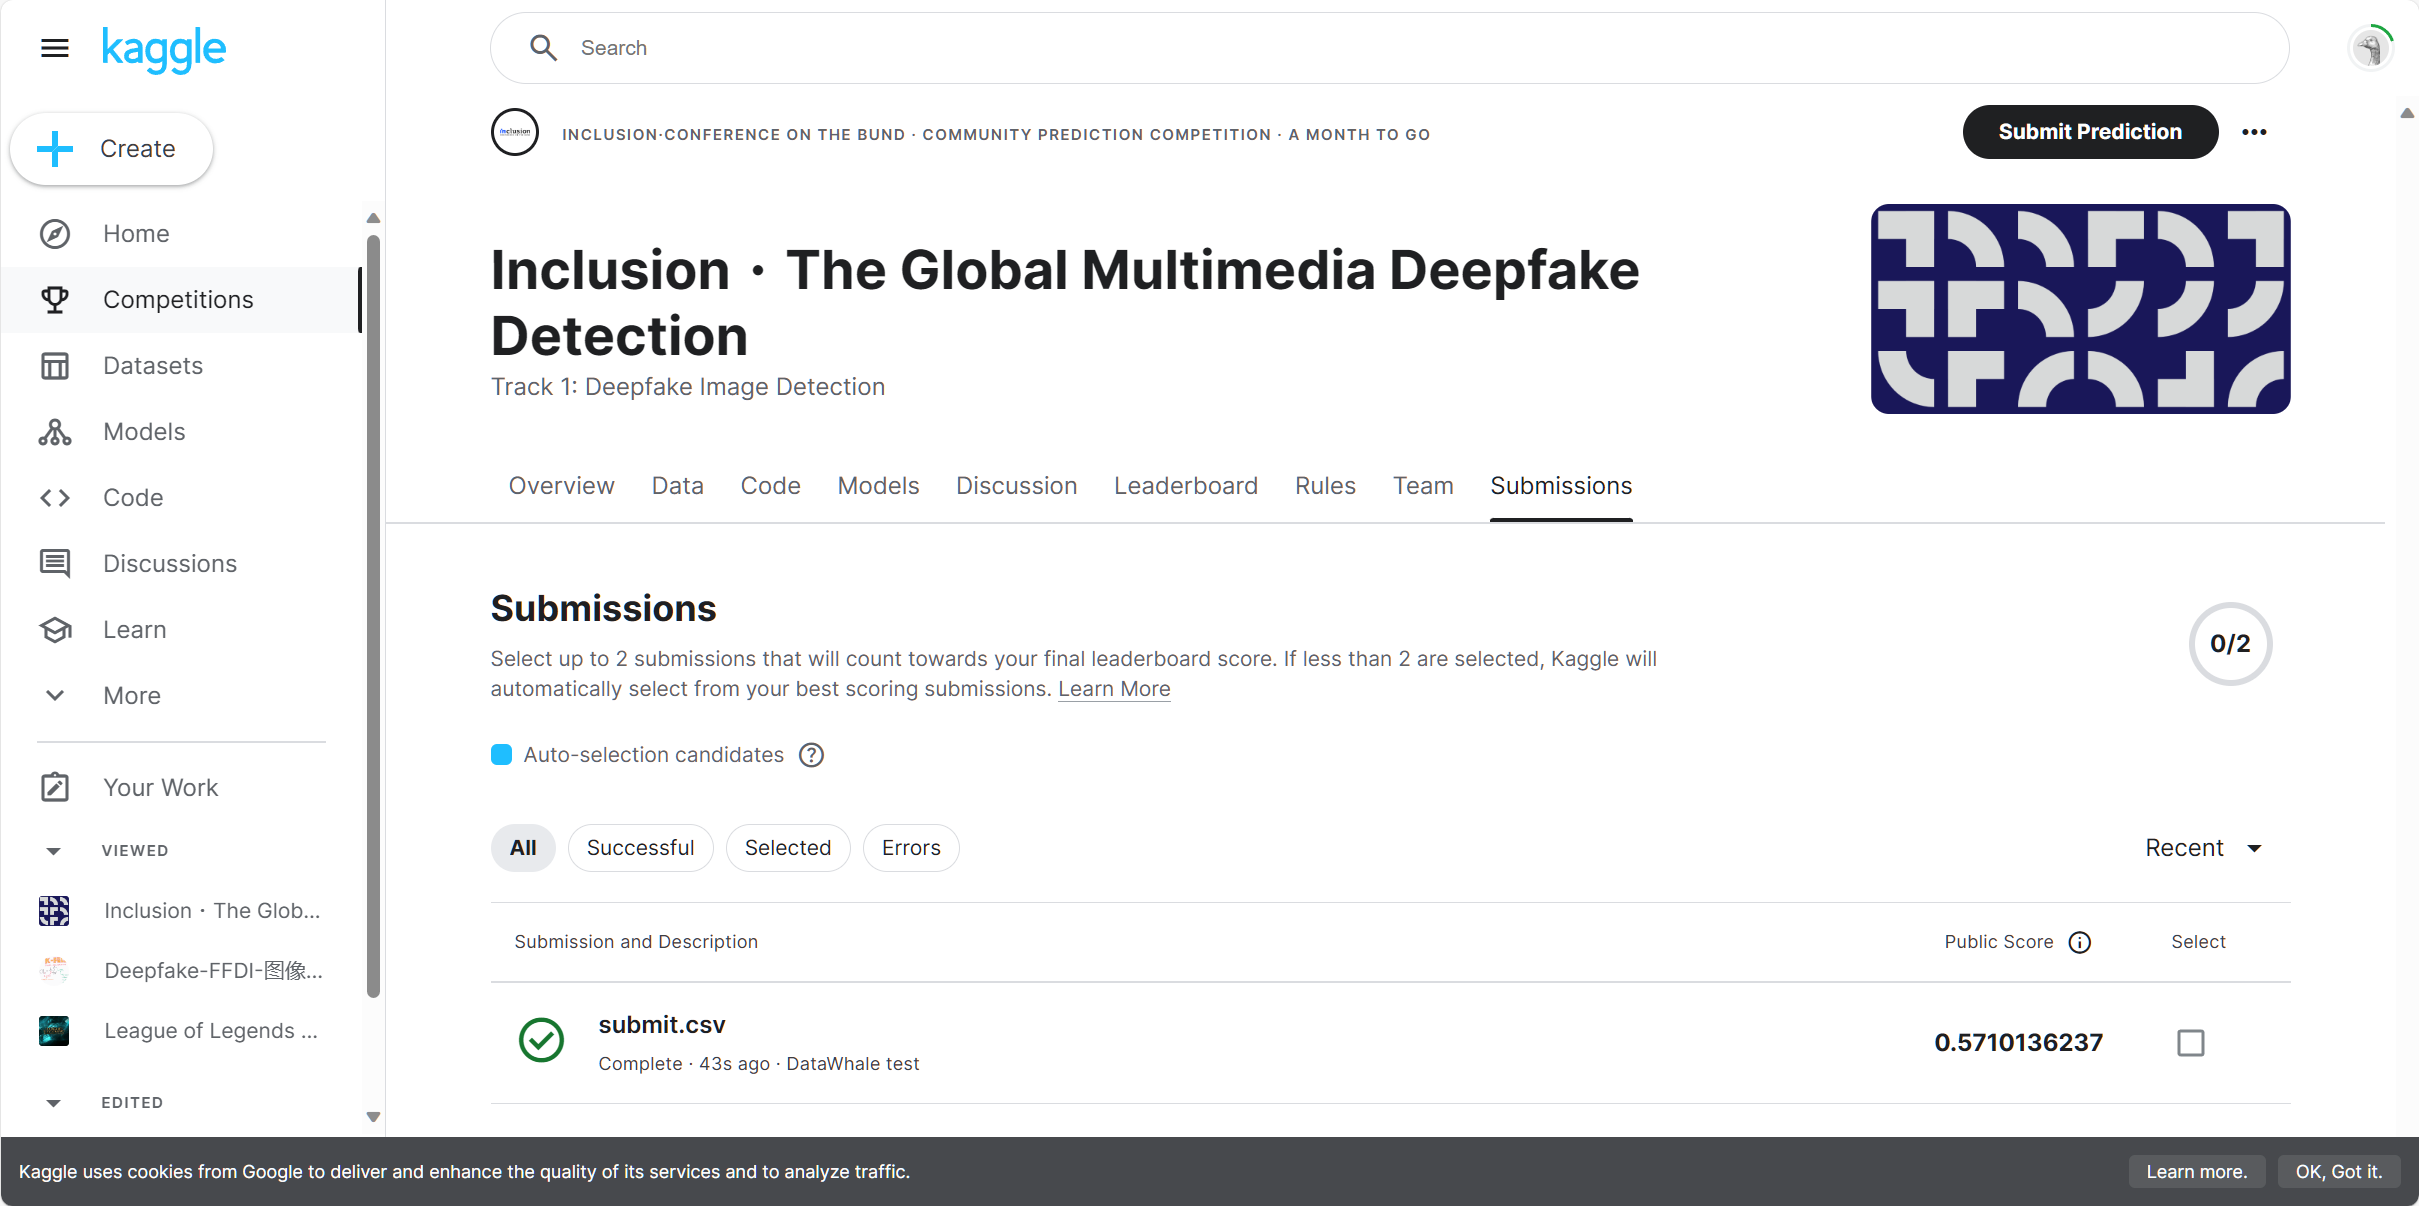 kaggle
Search
Create
Home
Competitions
Datasets
Models
Code
Discussions
Learn
More
Your Work
VIEWED
Inclusion · The Glob...
Deepfake-FFDI-图像...
League of Legends ...
EDITED
Inclusion
INCLUSION·CONFERENCE ON THE BUND · COMMUNITY PREDICTION COMPETITION · A MONTH TO GO
Submit Prediction
Inclusion · The Global Multimedia Deepfake
Detection
Track 1: Deepfake Image Detection
Overview Data Code Models Discussion Leaderboard Rules Team Submissions
Submissions
0/2
Select up to 2 submissions that will count towards your final leaderboard score. If less than 2 are selected, Kaggle will
automatically select from your best scoring submissions. Learn More
Auto-selection candidates
All Successful Selected Errors
Recent
Submission and Description Public Score Select
submit.csv
0.5710136237
Complete · 43s ago · DataWhale test
Kaggle uses cookies from Google to deliver and enhance the quality of its services and to analyze traffic.
Learn more. OK, Got it.